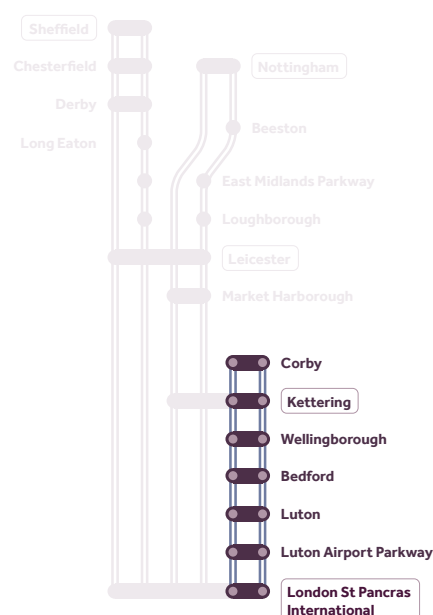 Sheffield
Chesterfield
Nottingham
Derby
Beeston
Long Eaton
East Midlands Parkway
Loughborough
Leicester
Market Harborough
Corby
Kettering
Wellingborough
Bedford
Luton
Luton Airport Parkway
London St Pancras
International